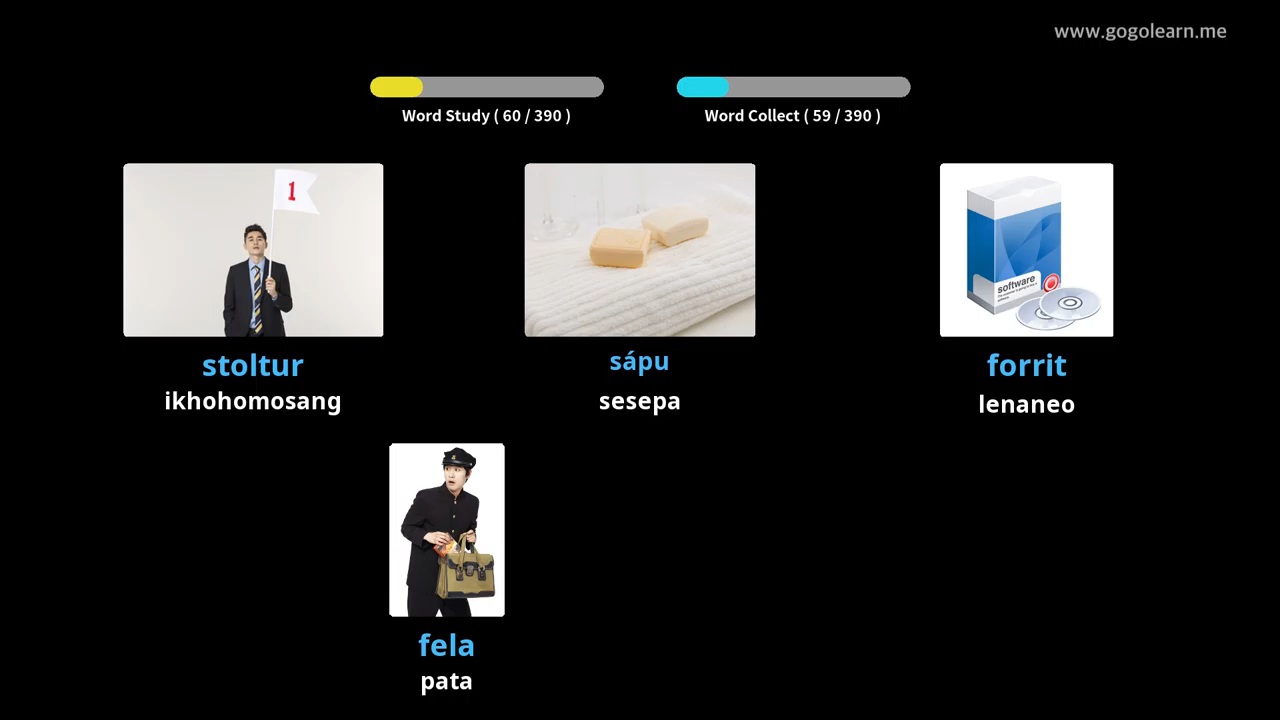 www.gogolearn.me
Word Study ( 60 / 390 )
Word Collect ( 59 / 390 )
1
software
stoltur
sápu
forrit
ikhohomosang
sesepa
lenaneo
fela
pata